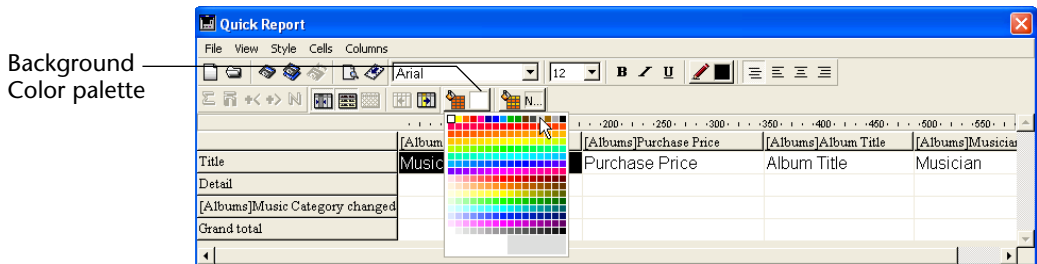 Background
Color palette
Quick Report
File View Style Cells Columns
Arial 12 B I U
N...
200 250 300 350 400 450 500 550
[Album [Albums]Purchase Price [Albums]Album Title [Albums]Musician
Title Music Purchase Price Album Title Musician
Detail
[Albums]Music Category changed
Grand total